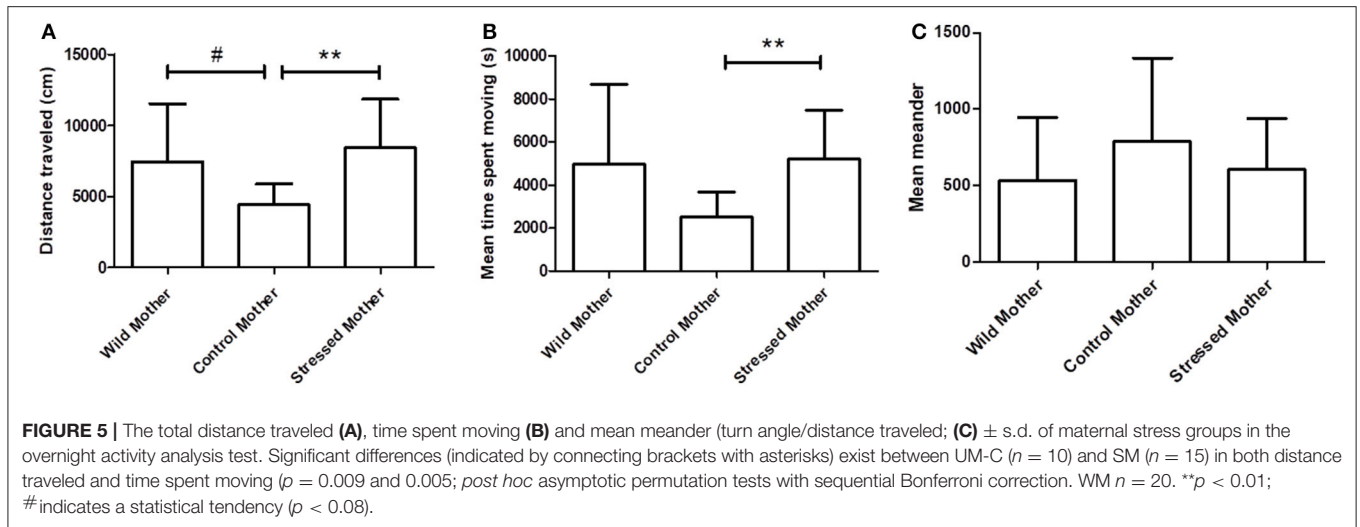 A
15000
10000
5000
0
Distance traveled (cm)
#
**
Wild Mother
Control Mother
Stressed Mother
B
10000
8000
6000
4000
2000
0
Mean time spent moving (s)
**
Wild Mother
Control Mother
Stressed Mother
C
1500
1000
500
0
Mean meander
Wild Mother
Control Mother
Stressed Mother
FIGURE 5 | The total distance traveled (A), time spent moving (B) and mean meander (turn angle/distance traveled; (C) ± s.d. of maternal stress groups in the
overnight activity analysis test. Significant differences (indicated by connecting brackets with asterisks) exist between UM-C (n = 10) and SM (n = 15) in both distance
traveled and time spent moving (p = 0.009 and 0.005; post hoc asymptotic permutation tests with sequential Bonferroni correction. WM n = 20. **p < 0.01;
#indicates a statistical tendency (p < 0.08).